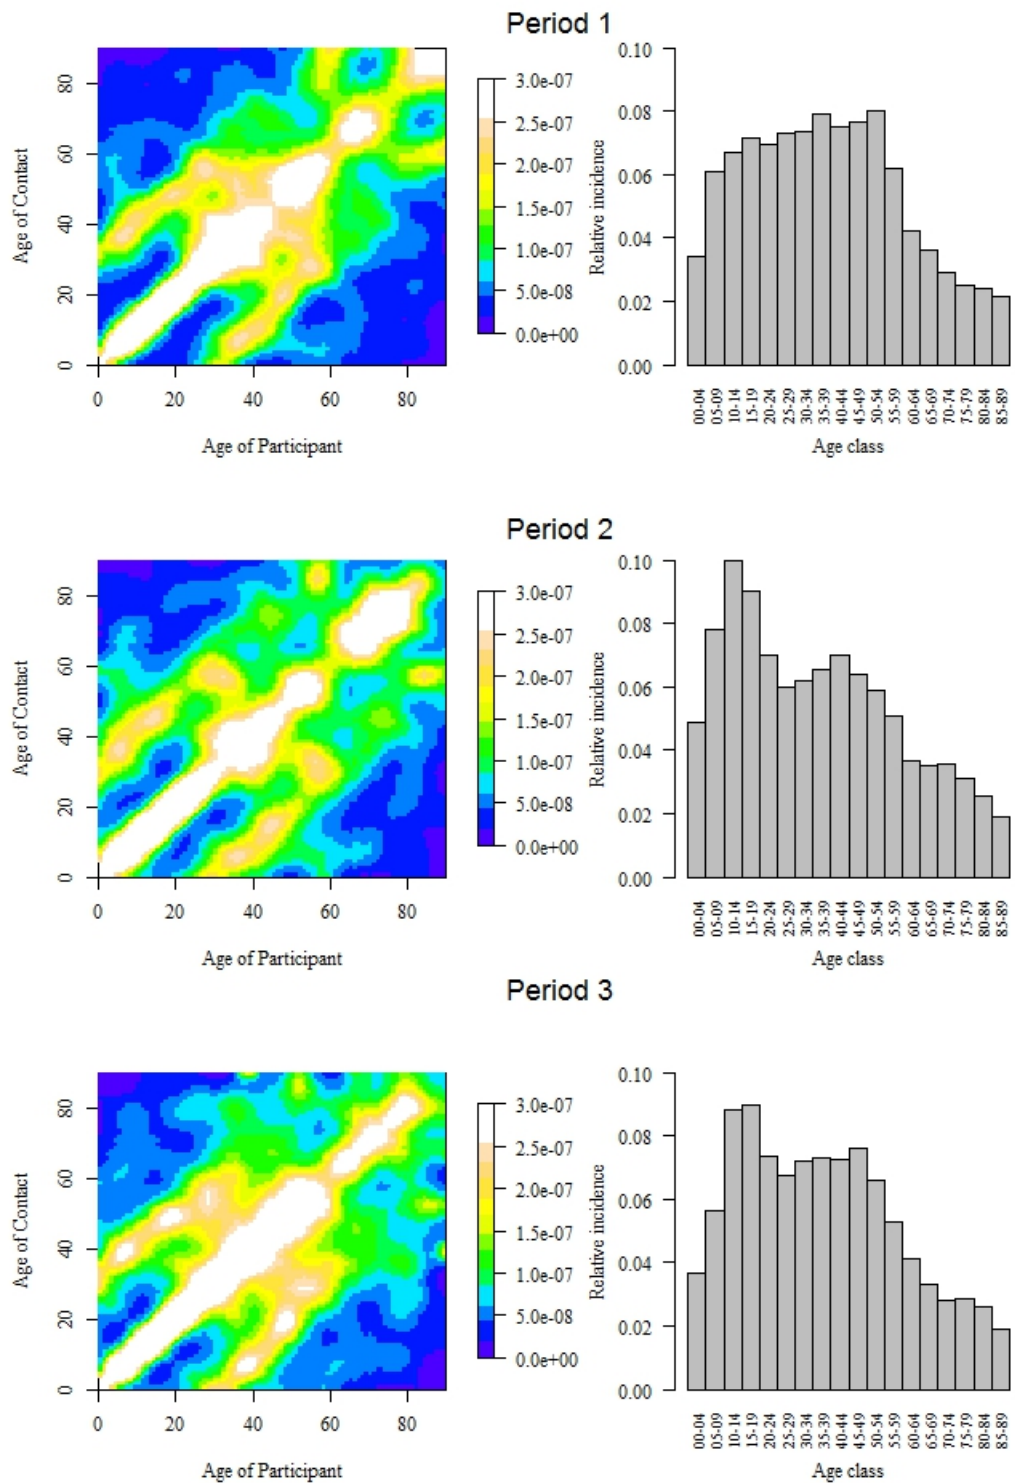 Period 1
80
60
40
20
0
Age of Contact
0 20 40 60 80
Age of Participant
3.0e-07
2.5e-07
2.0e-07
1.5e-07
1.0e-07
5.0e-08
0.0e+00
0.10
0.08
0.06
0.04
0.02
0.00
Relative incidence
00-04 05-09 10-14 15-19 20-24 25-29 30-34 35-39 40-44 45-49 50-54 55-59 60-64 65-69 70-74 75-79 80-84 85-89
Age class
Period 2
80
60
40
20
0
Age of Contact
0 20 40 60 80
Age of Participant
3.0e-07
2.5e-07
2.0e-07
1.5e-07
1.0e-07
5.0e-08
0.0e+00
0.10
0.08
0.06
0.04
0.02
0.00
Relative incidence
00-04 05-09 10-14 15-19 20-24 25-29 30-34 35-39 40-44 45-49 50-54 55-59 60-64 65-69 70-74 75-79 80-84 85-89
Age class
Period 3
80
60
40
20
0
Age of Contact
0 20 40 60 80
Age of Participant
3.0e-07
2.5e-07
2.0e-07
1.5e-07
1.0e-07
5.0e-08
0.0e+00
0.10
0.08
0.06
0.04
0.02
0.00
Relative incidence
00-04 05-09 10-14 15-19 20-24 25-29 30-34 35-39 40-44 45-49 50-54 55-59 60-64 65-69 70-74 75-79 80-84 85-89
Age class